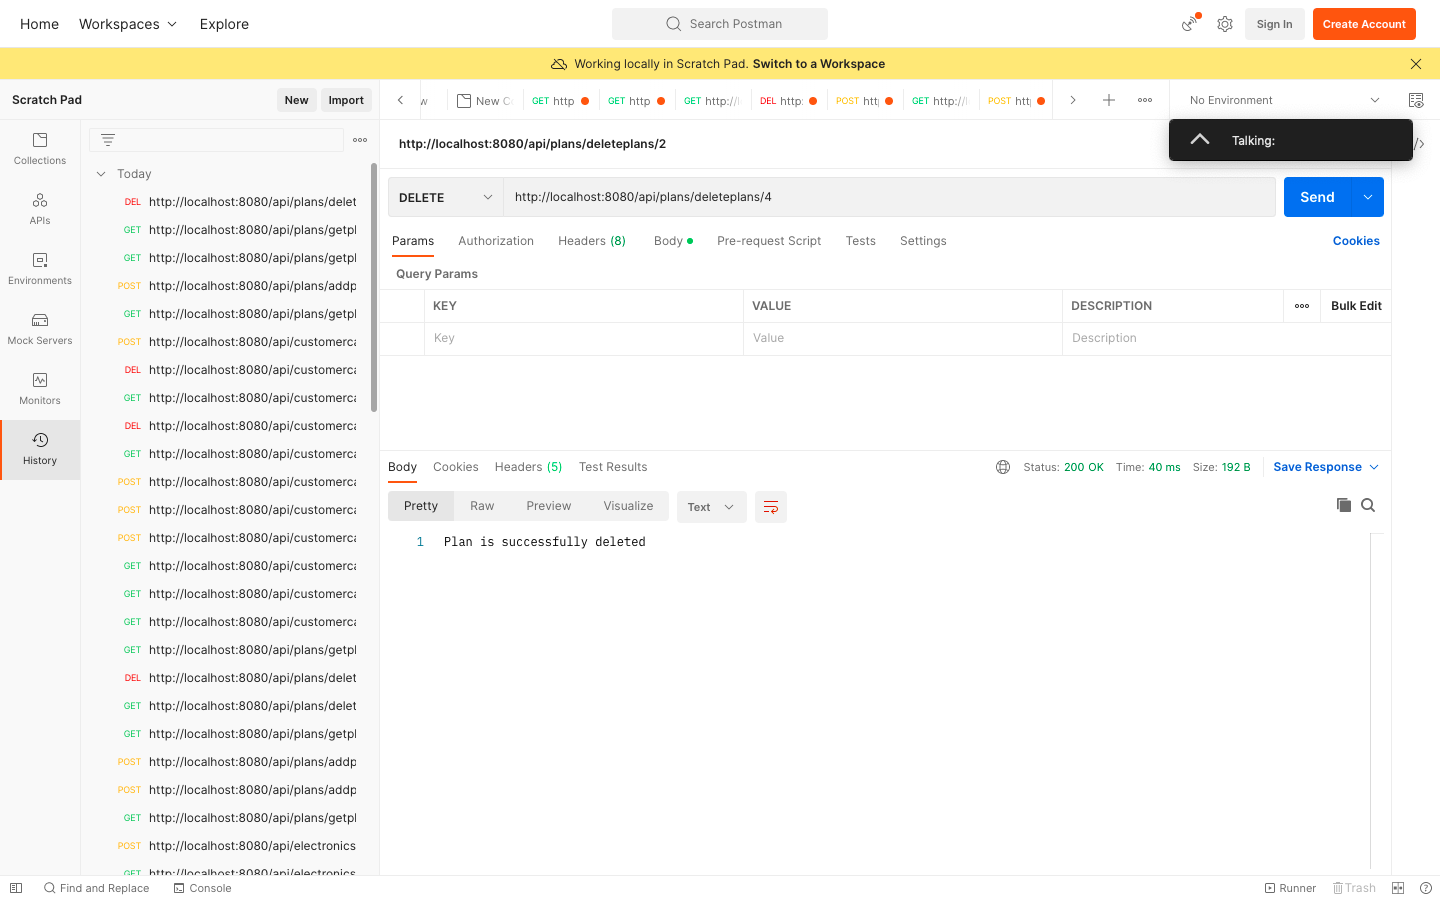 Home Workspaces Explore Search Postman Sign In Create Account
Working locally in Scratch Pad. Switch to a Workspace
Scratch Pad New Import
New C GET http GET http GET http:// DEL http: POST htt GET http:// POST htt No Environment
Talking:
Collections
APIs
Environments
Mock Servers
Monitors
History
Today
DEL http://localhost:8080/api/plans/delet
GET http://localhost:8080/api/plans/getpl
GET http://localhost:8080/api/plans/getpl
POST http://localhost:8080/api/plans/addp
GET http://localhost:8080/api/plans/getpl
POST http://localhost:8080/api/customerca
DEL http://localhost:8080/api/customerca
GET http://localhost:8080/api/customerca
DEL http://localhost:8080/api/customerca
GET http://localhost:8080/api/customerca
POST http://localhost:8080/api/customerca
POST http://localhost:8080/api/customerca
POST http://localhost:8080/api/customerca
GET http://localhost:8080/api/customerca
GET http://localhost:8080/api/customerca
GET http://localhost:8080/api/customerca
GET http://localhost:8080/api/plans/getpl
DEL http://localhost:8080/api/plans/delet
GET http://localhost:8080/api/plans/delet
GET http://localhost:8080/api/plans/getpl
POST http://localhost:8080/api/plans/addp
POST http://localhost:8080/api/plans/addp
GET http://localhost:8080/api/plans/getpl
POST http://localhost:8080/api/electronics
GET http://localhost:8080/api/electronics
http://localhost:8080/api/plans/deleteplans/2
DELETE http://localhost:8080/api/plans/deleteplans/4 Send
Params Authorization Headers (8) Body Pre-request Script Tests Settings Cookies
Query Params
KEY VALUE DESCRIPTION Bulk Edit
Key Value Description
Body Cookies Headers (5) Test Results Status: 200 OK Time: 40 ms Size: 192 B Save Response
Pretty Raw Preview Visualize Text
1 Plan is successfully deleted
Find and Replace Console Runner Trash